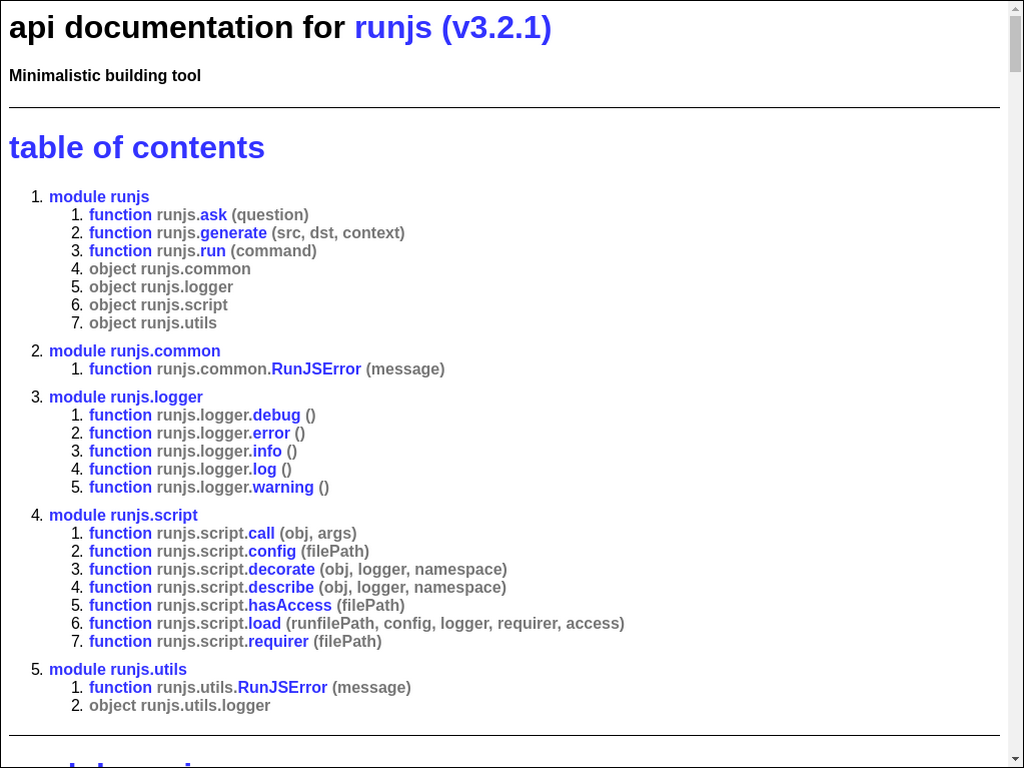 api documentation for runjs (v3.2.1)
Minimalistic building tool
table of contents
1. module runjs
1. function runjs.ask (question)
2. function runjs.generate (src, dst, context)
3. function runjs.run (command)
4. object runjs.common
5. object runjs.logger
6. object runjs.script
7. object runjs.utils
2. module runjs.common
1. function runjs.common.RunJSError (message)
3. module runjs.logger
1. function runjs.logger.debug ()
2. function runjs.logger.error ()
3. function runjs.logger.info ()
4. function runjs.logger.log ()
5. function runjs.logger.warning ()
4. module runjs.script
1. function runjs.script.call (obj, args)
2. function runjs.script.config (filePath)
3. function runjs.script.decorate (obj, logger, namespace)
4. function runjs.script.describe (obj, logger, namespace)
5. function runjs.script.hasAccess (filePath)
6. function runjs.script.load (runfilePath, config, logger, requirer, access)
7. function runjs.script.requirer (filePath)
5. module runjs.utils
1. function runjs.utils.RunJSError (message)
2. object runjs.utils.logger